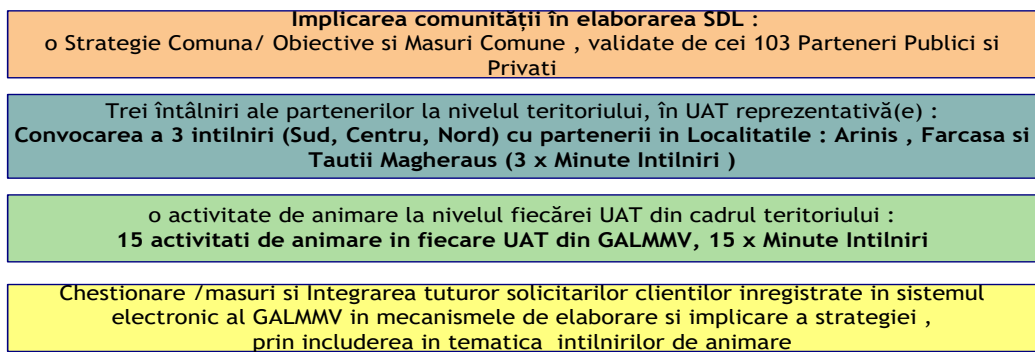 Implicarea comunității în elaborarea SDL :
o Strategie Comuna/ Obiective si Masuri Comune , validate de cei 103 Parteneri Publici si
Privati
Trei întâlniri ale partenerilor la nivelul teritoriului, în UAT reprezentativă(e) :
Convocarea a 3 intilniri (Sud, Centru, Nord) cu partenerii in Localitatile : Arinis , Farcasa si
Tautii Magheraus (3 x Minute Intilniri )
o activitate de animare la nivelul fiecărei UAT din cadrul teritoriului :
15 activitati de animare in fiecare UAT din GALMMV, 15 x Minute Intilniri
Chestionare /masuri si Integrarea tuturor solicitarilor clientilor inregistrate in sistemul
electronic al GALMMV in mecanismele de elaborare si implicare a strategiei ,
prin includerea in tematica intilnirilor de animare